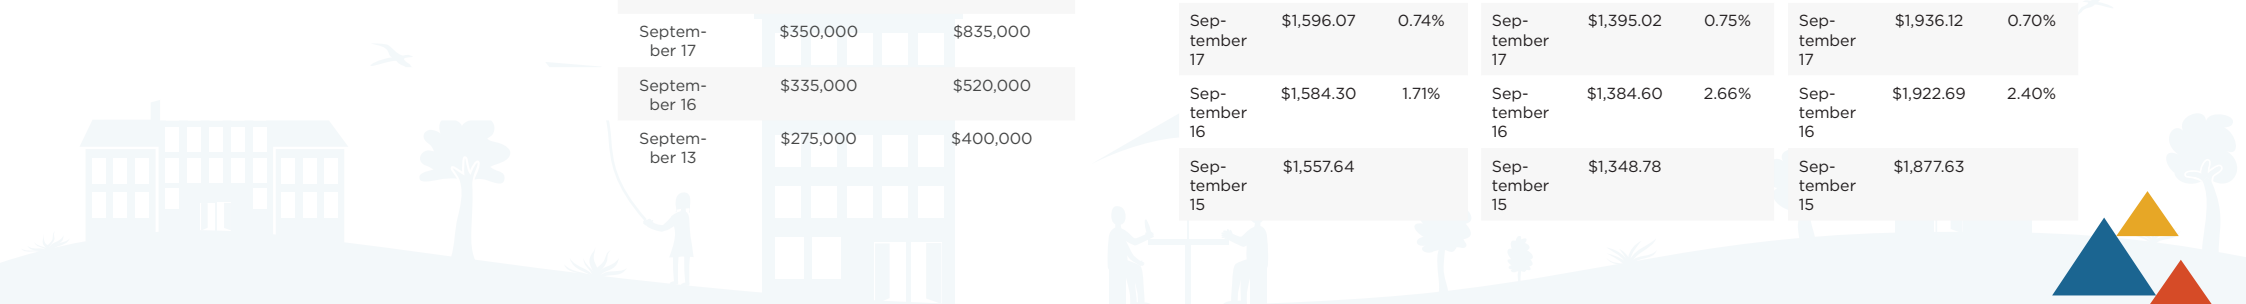 Septem- $350,000 $835,000
ber 17
Septem- $335,000 $520,000
ber 16
Septem- $275,000 $400,000
ber 13
Sep- $1,596.07 0.74%
tember
17
Sep- $1,584.30 1.71%
tember
16
Sep- $1,557.64
tember
15
Sep- $1,395.02 0.75%
tember
17
Sep- $1,384.60 2.66%
tember
16
Sep- $1,348.78
tember
15
Sep- $1,936.12 0.70%
tember
17
Sep- $1,922.69 2.40%
tember
16
Sep- $1,877.63
tember
15